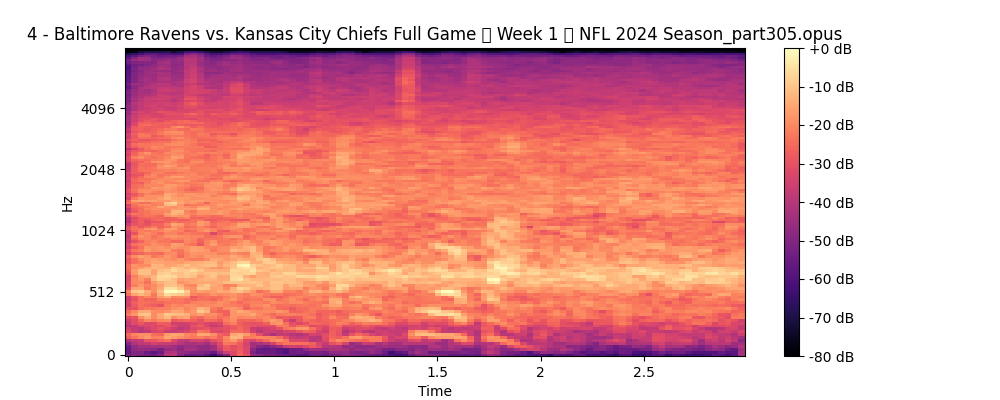 4 - Baltimore Ravens vs. Kansas City Chiefs Full Game ▯ Week 1 ▯ NFL 2024 Season_part305.opus
+0 dB
-10 dB
-20 dB
-30 dB
-40 dB
-50 dB
-60 dB
-70 dB
-80 dB
4096
2048
1024
512
0
Hz
0 0.5 1 1.5 2 2.5
Time